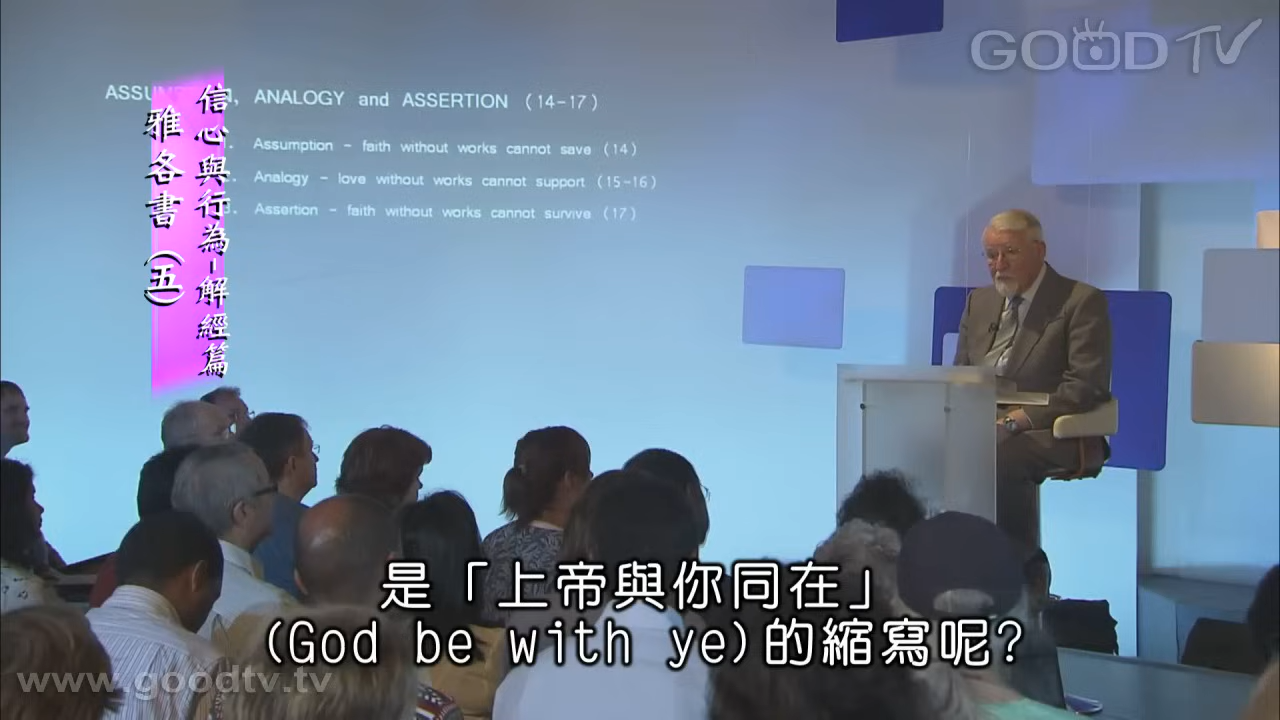 GOOD TV
ASSUMPTION, ANALOGY and ASSERTION (14-17)
Assumption - faith without works cannot save (14)
Analogy - love without works cannot support (15-16)
3. Assertion - faith without works cannot survive (17)
信心與行為-解經篇
雅各書(五)
是「上帝與你同在」
(God be with ye)的縮寫呢?
www.goodtv.tv